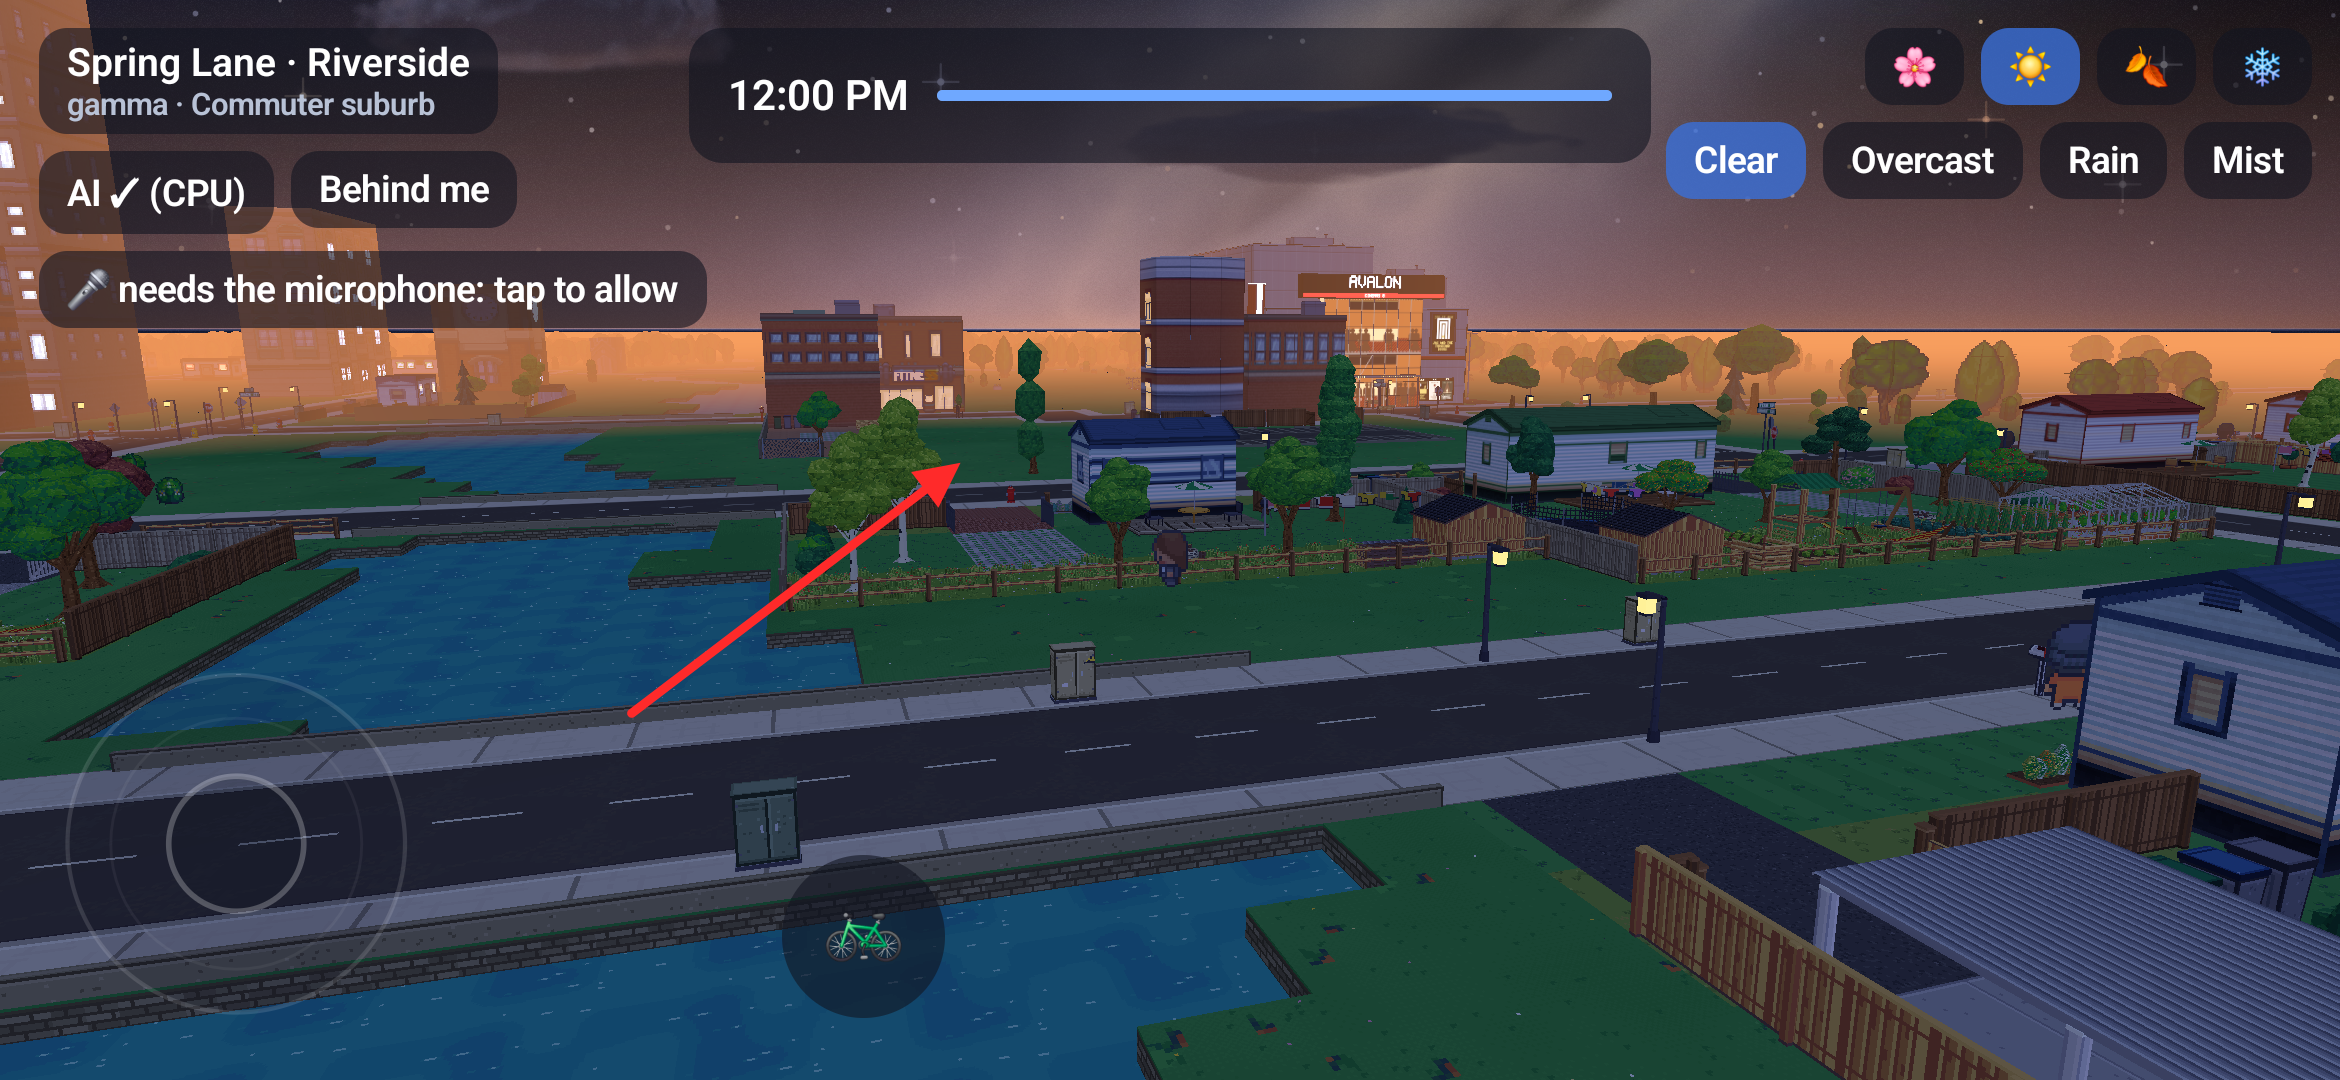 Spring Lane · Riverside
gamma · Commuter suburb
12:00 PM
Clear
Overcast
Rain
Mist
AI ✓ (CPU)
Behind me
needs the microphone: tap to allow
AVALON